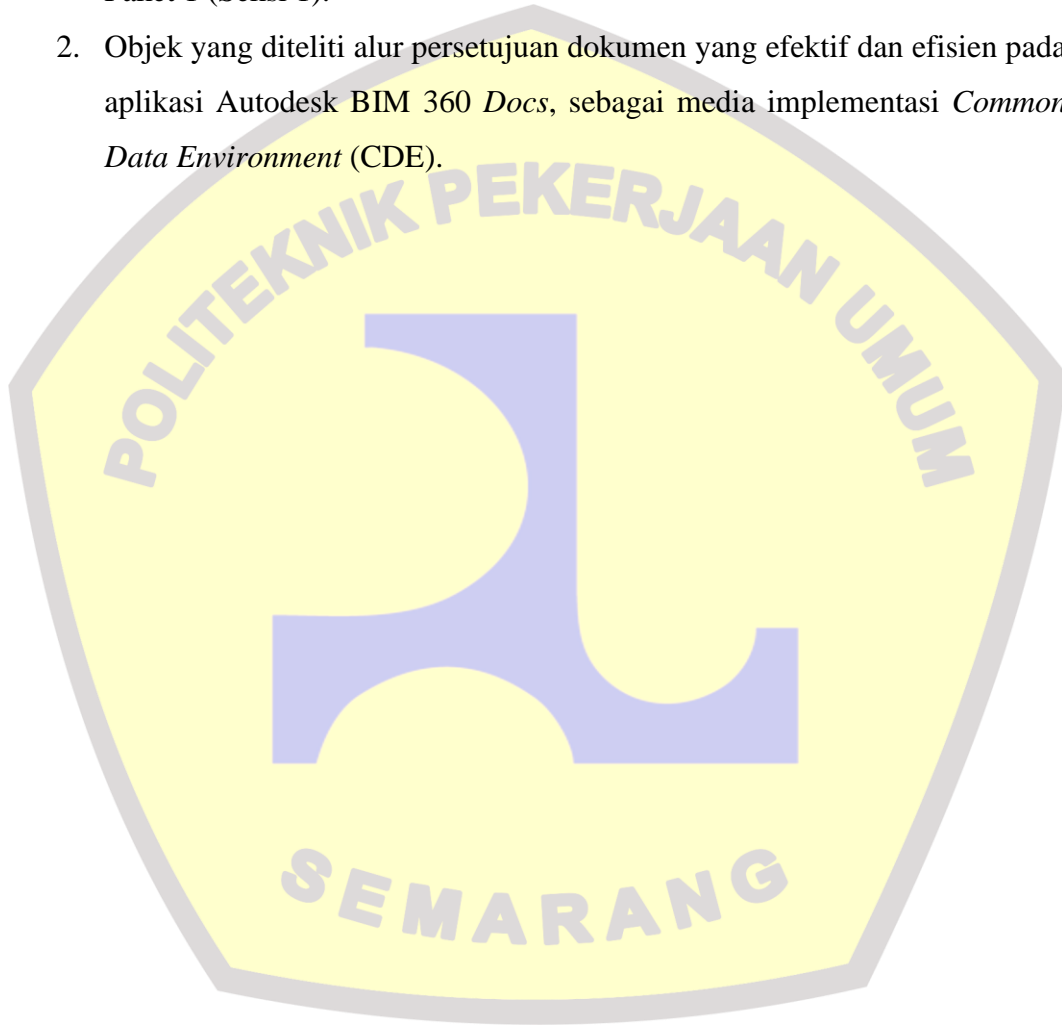 Paket 1 (Seksi 1).
2. Objek yang diteliti alur persetujuan dokumen yang efektif dan efisien pada
aplikasi Autodesk BIM 360 Docs, sebagai media implementasi Common
Data Environment (CDE).
POLITEKNIK PEKERJAAN UMUM
SEMARANG